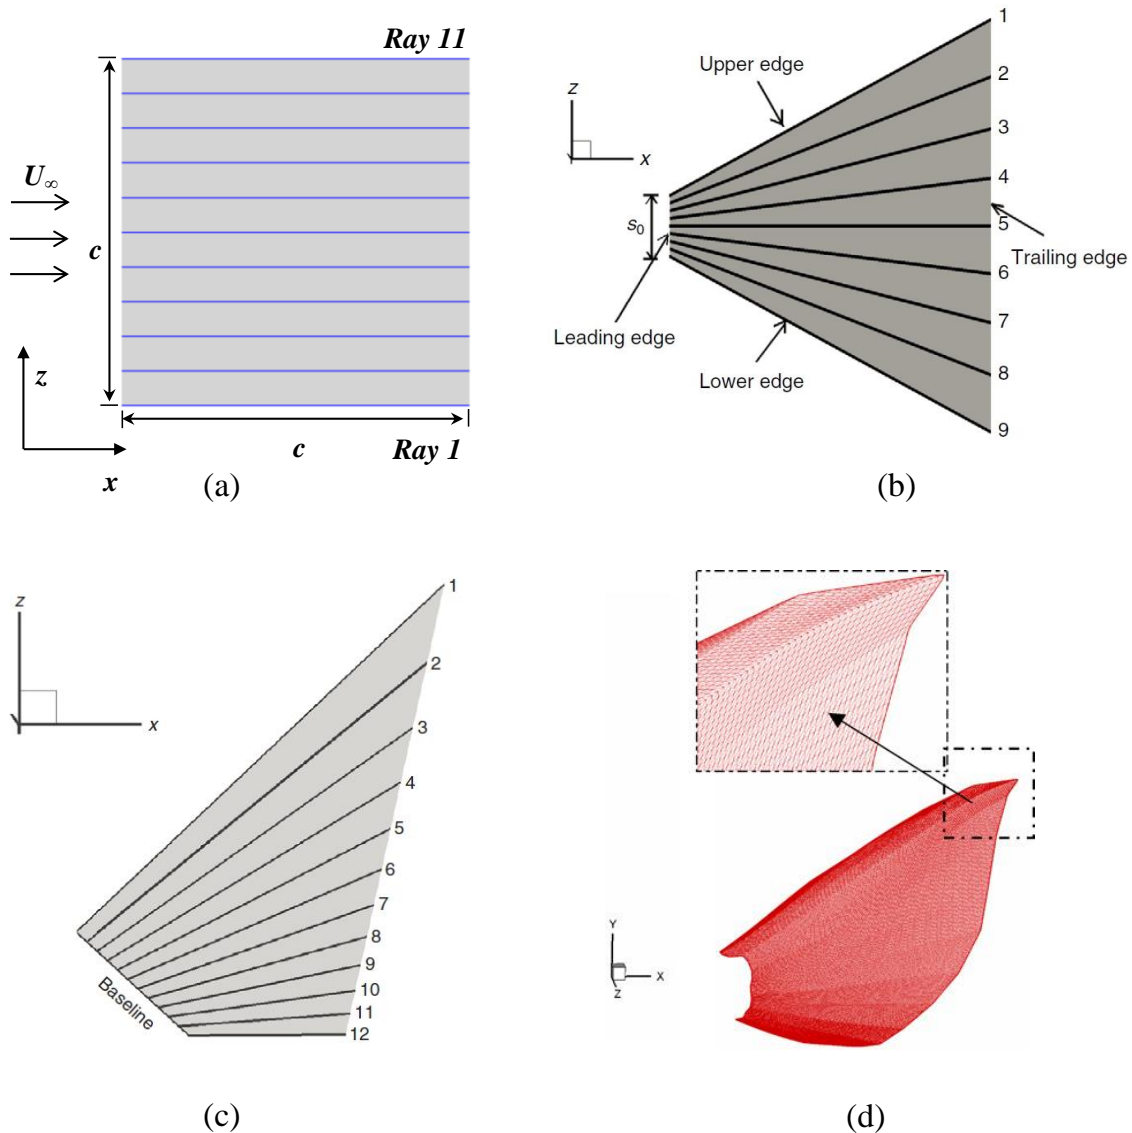 Ray 11
U∞
c
z
c
Ray 1
x
(a)
1
Upper edge
2
z
3
x
4
s0
5
Trailing edge
6
7
Leading edge
Lower edge
8
9
(b)
1
z
2
3
x
4
5
6
7
8
9
Baseline
10
11
12
(c)
Y
X
Z
(d)